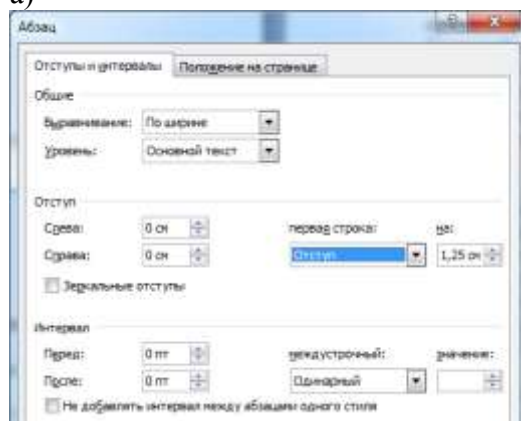 а)
Абзац
Отступы и интервалы Положение на странице
Общие
Выравнивание: По ширине
Уровень: Основной текст
Отступ
Слева: 0 см первая строка: на:
Справа: 0 см Отступ 1,25 см
Зеркальные отступы
Интервал
Перед: 0 пт междустрочный: значение:
После: 0 пт Одинарный
Не добавлять интервал между абзацами одного стиля